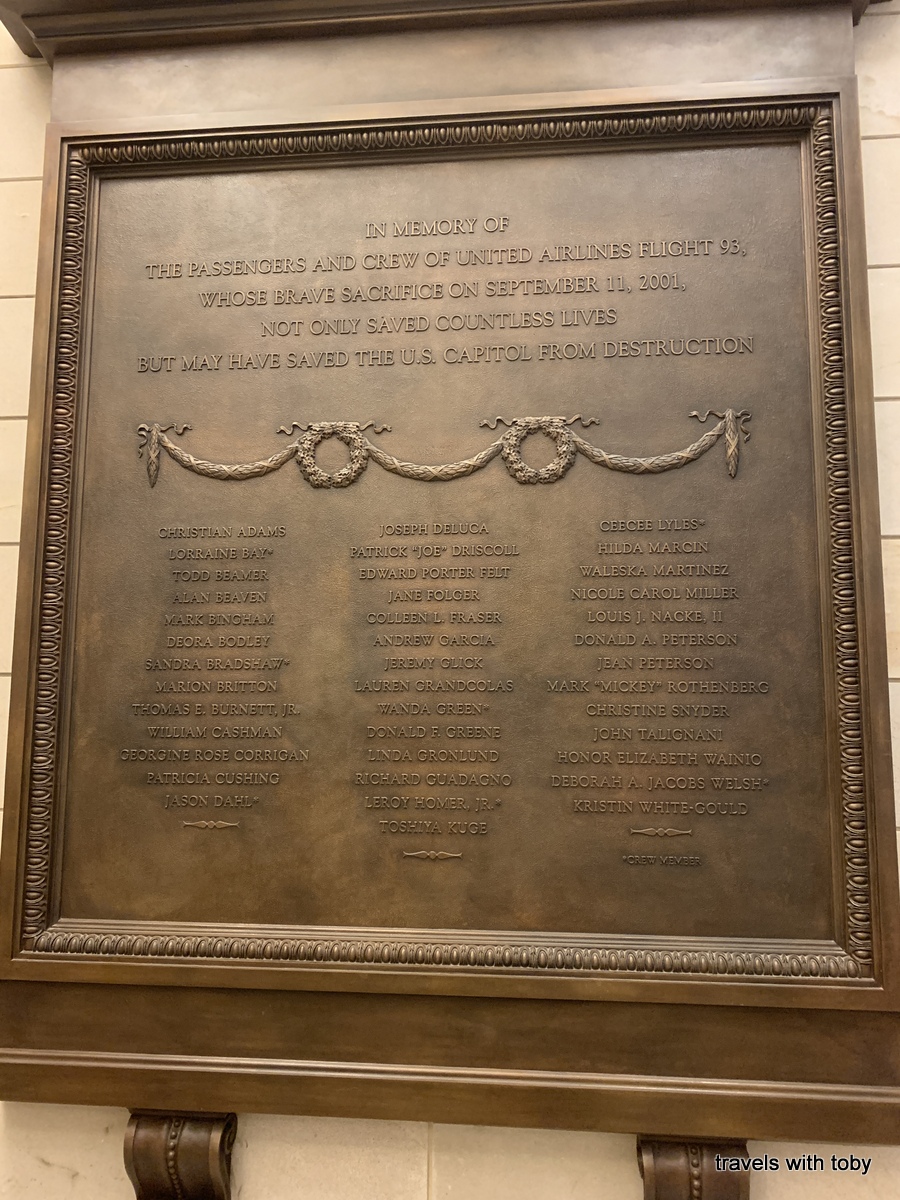 IN MEMORY OF
THE PASSENGERS AND CREW OF UNITED AIRLINES FLIGHT 93,
WHOSE BRAVE SACRIFICE ON SEPTEMBER 11, 2001,
NOT ONLY SAVED COUNTLESS LIVES
BUT MAY HAVE SAVED THE U.S. CAPITOL FROM DESTRUCTION
CHRISTIAN ADAMS
LORRAINE BAY*
TODD BEAMER
ALAN BEAVEN
MARK BINGHAM
DEORA BODLEY
SANDRA BRADSHAW*
MARION BRITTON
THOMAS E. BURNETT, JR.
WILLIAM CASHMAN
GEORGINE ROSE CORRIGAN
PATRICIA CUSHING
JASON DAHL*
JOSEPH DELUCA
PATRICK "JOE" DRISCOLL
EDWARD PORTER FELT
JANE FOLGER
COLLEEN L. FRASER
ANDREW GARCIA
JEREMY GLICK
LAUREN GRANDCOLAS
WANDA GREEN*
DONALD F. GREENE
LINDA GRONLUND
RICHARD GUADAGNO
LEROY HOMER, JR.*
TOSHIYA KUGE
CEECEE LYLES*
HILDA MARCIN
WALESKA MARTINEZ
NICOLE CAROL MILLER
LOUIS J. NACKE, II
DONALD A. PETERSON
JEAN PETERSON
MARK "MICKEY" ROTHENBERG
CHRISTINE SNYDER
JOHN TALIGNANI
HONOR ELIZABETH WAINIO
DEBORAH A. JACOBS WELSH*
KRISTIN WHITE-GOULD
*CREW MEMBER
travels with toby